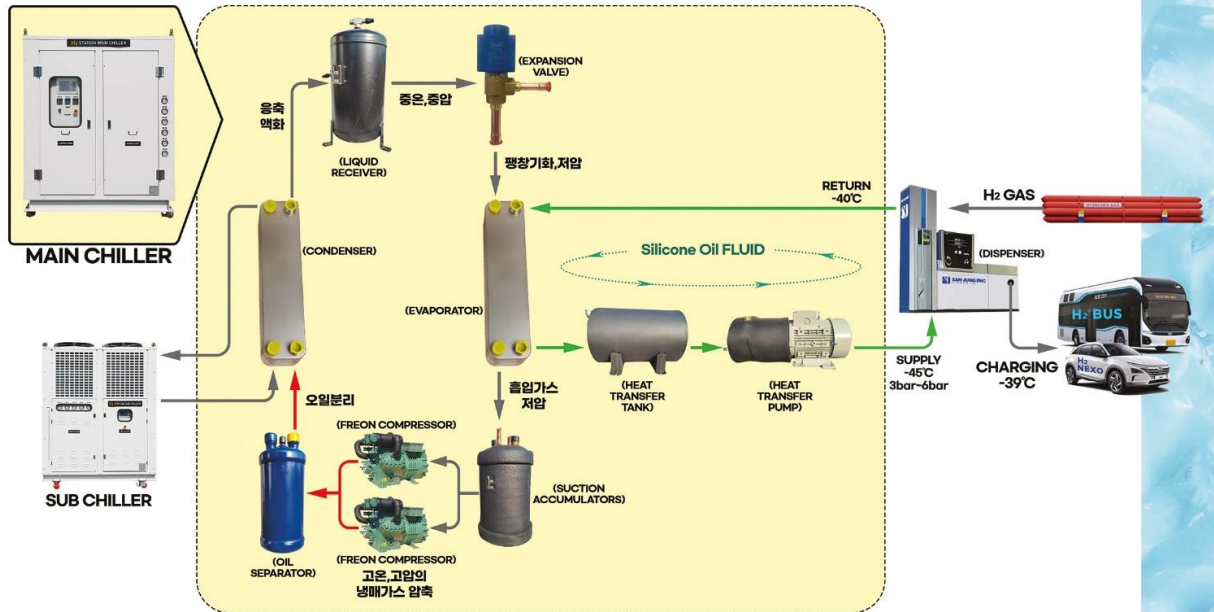 H₂ STATION MAIN CHILLER
MAIN CHILLER
응축
액화
(LIQUID
RECEIVER)
중온,중압
(EXPANSION
VALVE)
팽창기화,저압
(CONDENSER)
(EVAPORATOR)
RETURN
-40℃
Silicone Oil FLUID
H₂ GAS
HYDROGEN GAS
(DISPENSER)
SAM JUNG E&C
H₂ BUS
H₂
NEXO
CHARGING
-39℃
SUPPLY
-45℃
3bar~6bar
(HEAT
TRANSFER
TANK)
(HEAT
TRANSFER
PUMP)
흡입가스
저압
(SUCTION
ACCUMULATORS)
오일분리
(FREON COMPRESSOR)
(FREON COMPRESSOR)
고온,고압의
냉매가스 압축
(OIL
SEPARATOR)
SUB CHILLER